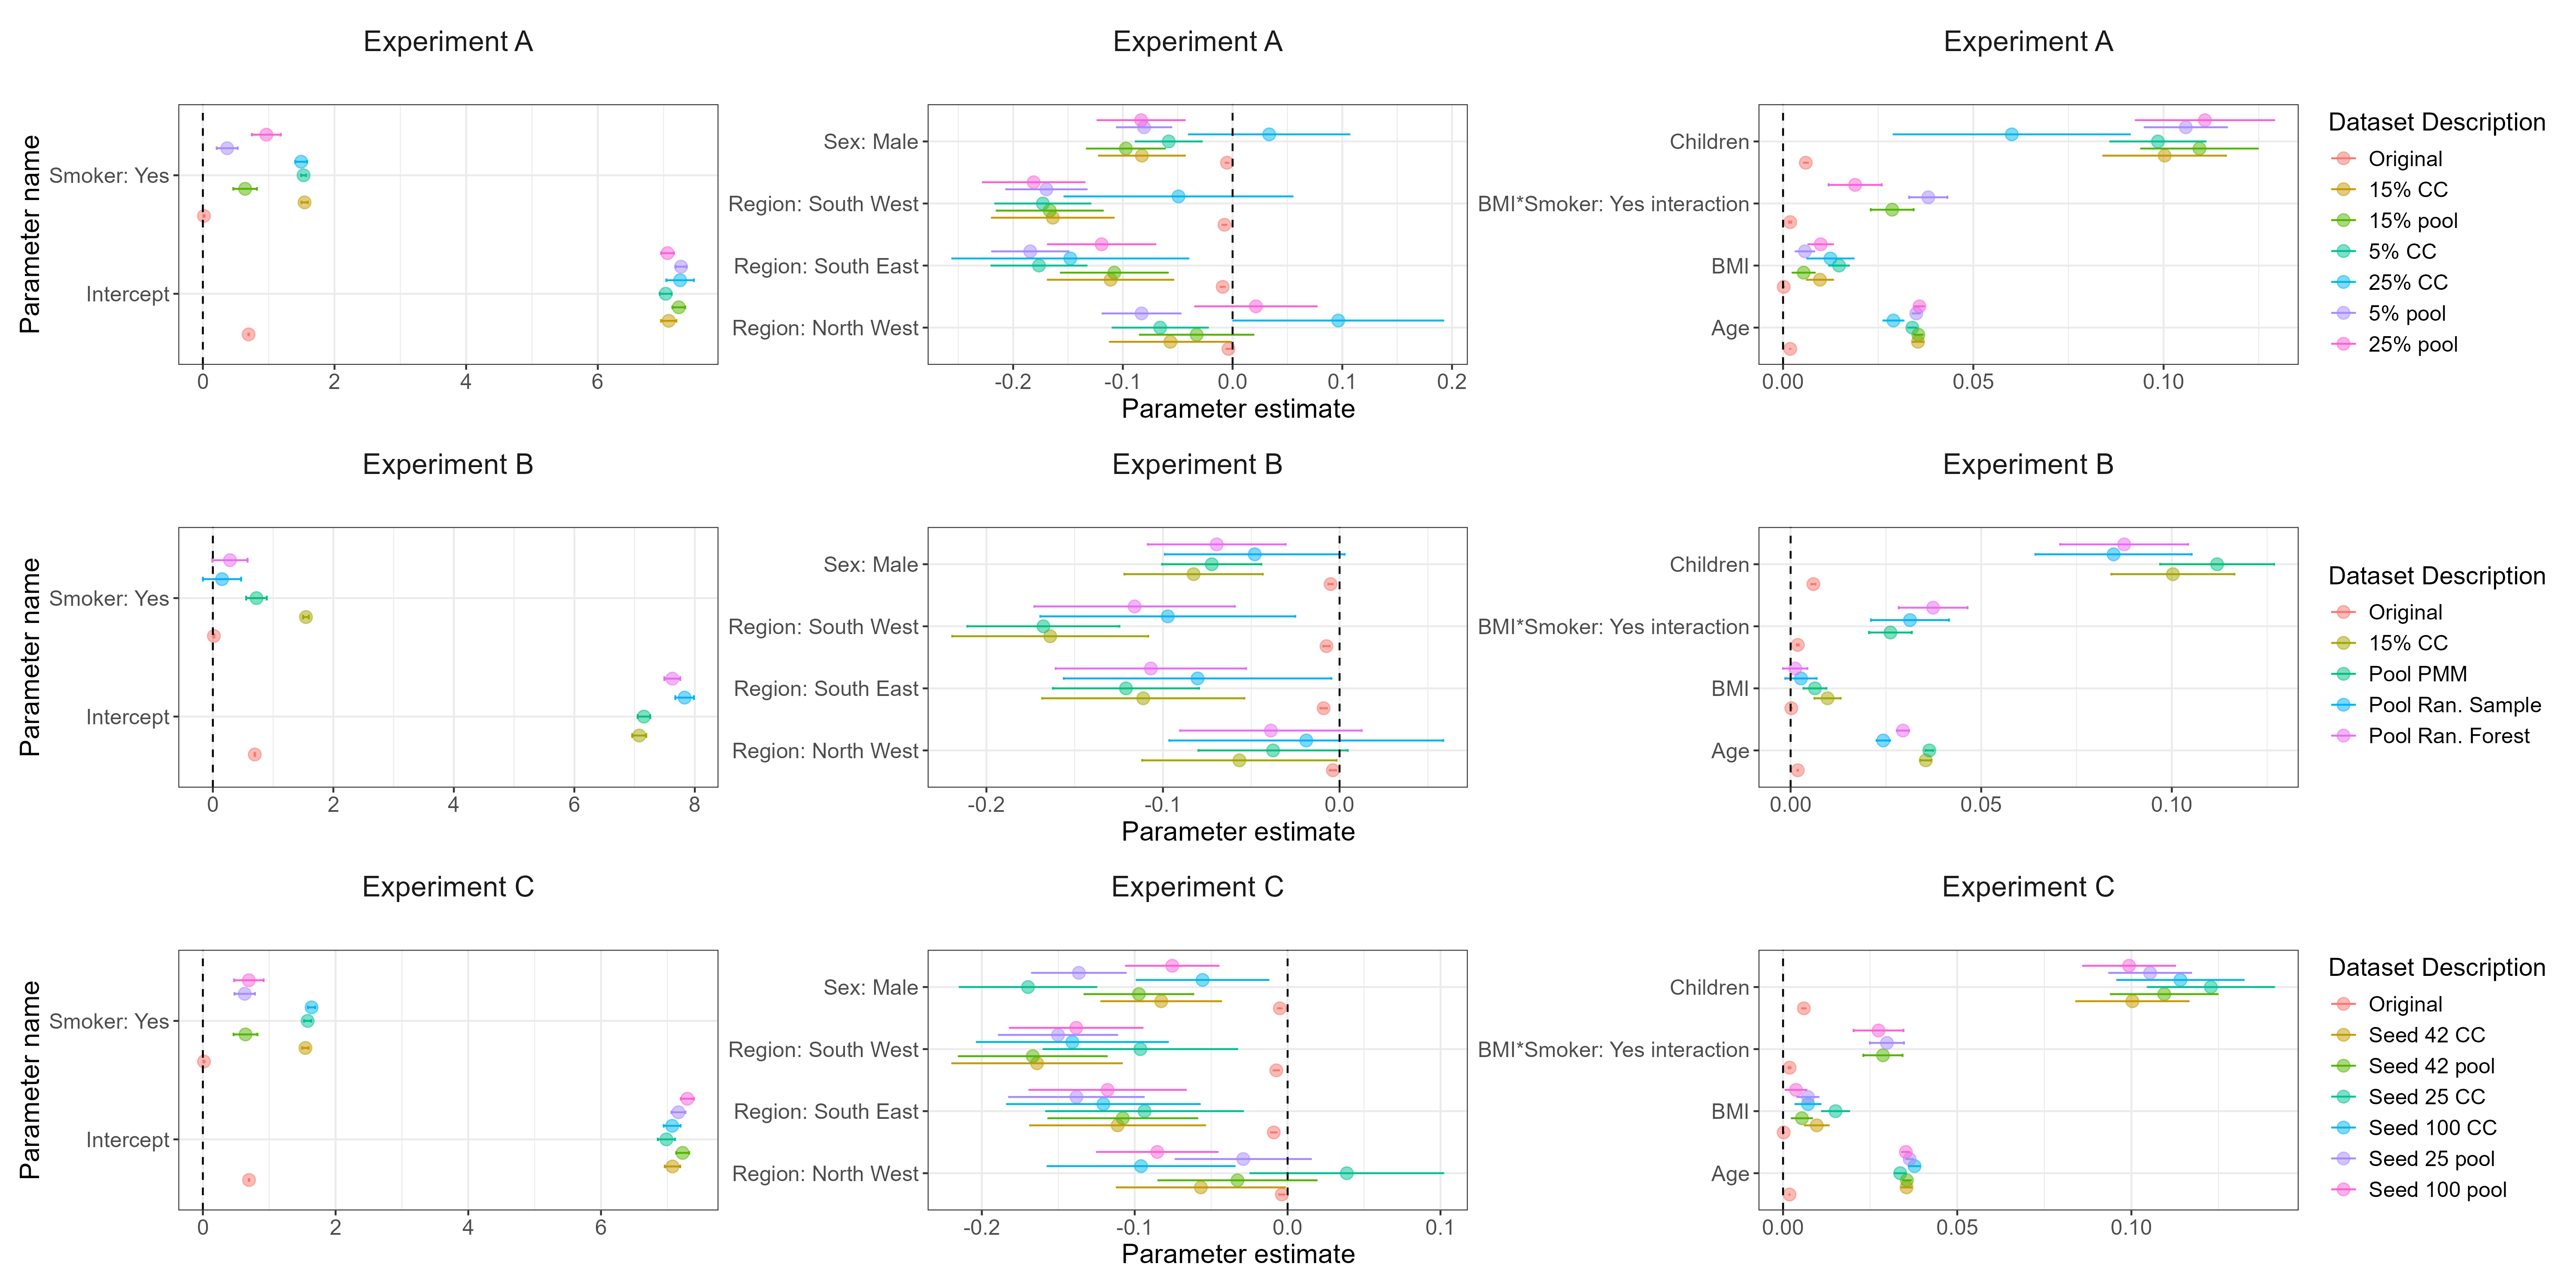 Experiment A
Experiment A
Experiment A
Parameter name
Smoker: Yes
Intercept
0
2
4
6
Sex: Male
Region: South West
Region: South East
Region: North West
-0.2
-0.1
0.0
0.1
0.2
Parameter estimate
Children
BMI*Smoker: Yes interaction
BMI
Age
0.00
0.05
0.10
Dataset Description
Original
15% CC
15% pool
5% CC
25% CC
5% pool
25% pool
Experiment B
Experiment B
Experiment B
Parameter name
Smoker: Yes
Intercept
0
2
4
6
8
Sex: Male
Region: South West
Region: South East
Region: North West
-0.2
-0.1
0.0
Parameter estimate
Children
BMI*Smoker: Yes interaction
BMI
Age
0.00
0.05
0.10
Dataset Description
Original
15% CC
Pool PMM
Pool Ran. Sample
Pool Ran. Forest
Experiment C
Experiment C
Experiment C
Parameter name
Smoker: Yes
Intercept
0
2
4
6
Sex: Male
Region: South West
Region: South East
Region: North West
-0.2
-0.1
0.0
0.1
Parameter estimate
Children
BMI*Smoker: Yes interaction
BMI
Age
0.00
0.05
0.10
Dataset Description
Original
Seed 42 CC
Seed 42 pool
Seed 25 CC
Seed 100 CC
Seed 25 pool
Seed 100 pool